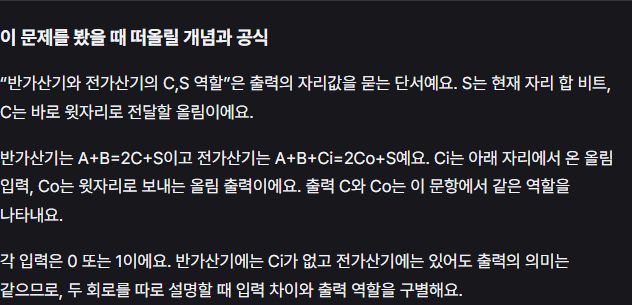 이 문제를 봤을 때 떠올릴 개념과 공식
“반가산기와 전가산기의 C,S 역할”은 출력의 자리값을 묻는 단서예요. S는 현재 자리 합 비트,
C는 바로 윗자리로 전달할 올림이에요.
반가산기는 A+B=2C+S이고 전가산기는 A+B+Ci=2Co+S예요. Ci는 아래 자리에서 온 올림
입력, Co는 윗자리로 보내는 올림 출력이에요. 출력 C와 Co는 이 문항에서 같은 역할을
나타내요.
각 입력은 0 또는 1이에요. 반가산기에는 Ci가 없고 전가산기에는 있어도 출력의 의미는
같으므로, 두 회로를 따로 설명할 때 입력 차이와 출력 역할을 구별해요.